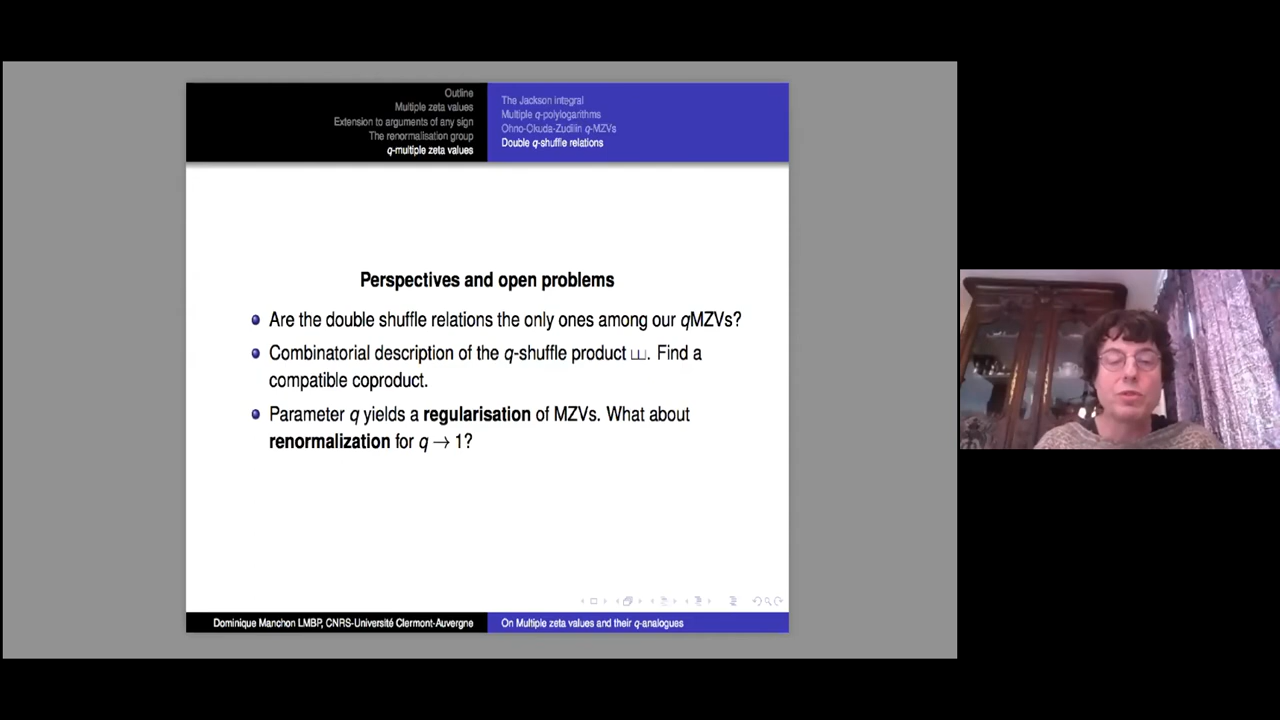 Outline
Multiple zeta values
Extension to arguments of any sign
The renormalisation group
q-multiple zeta values
The Jackson integral
Multiple q-polylogarithms
Ohno-Okuda-Zudilin q-MZVs
Double q-shuffle relations
Perspectives and open problems
Are the double shuffle relations the only ones among our qMZVs?
Combinatorial description of the q-shuffle product ⧢. Find a
compatible coproduct.
Parameter q yields a regularisation of MZVs. What about
renormalization for q → 1?
Dominique Manchon LMBP, CNRS-Université Clermont-Auvergne
On Multiple zeta values and their q-analogues